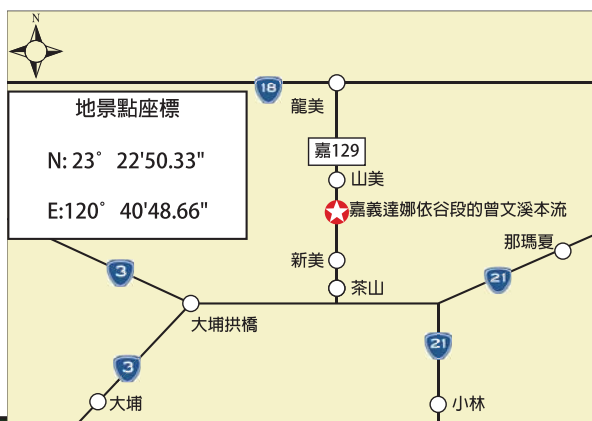 N
18
地景點座標
龍美
N: 23° 22'50.33"
嘉129
山美
E:120° 40'48.66"
嘉義達娜依谷段的曾文溪本流
那瑪夏
新美
3
21
茶山
大埔拱橋
21
3
大埔
小林